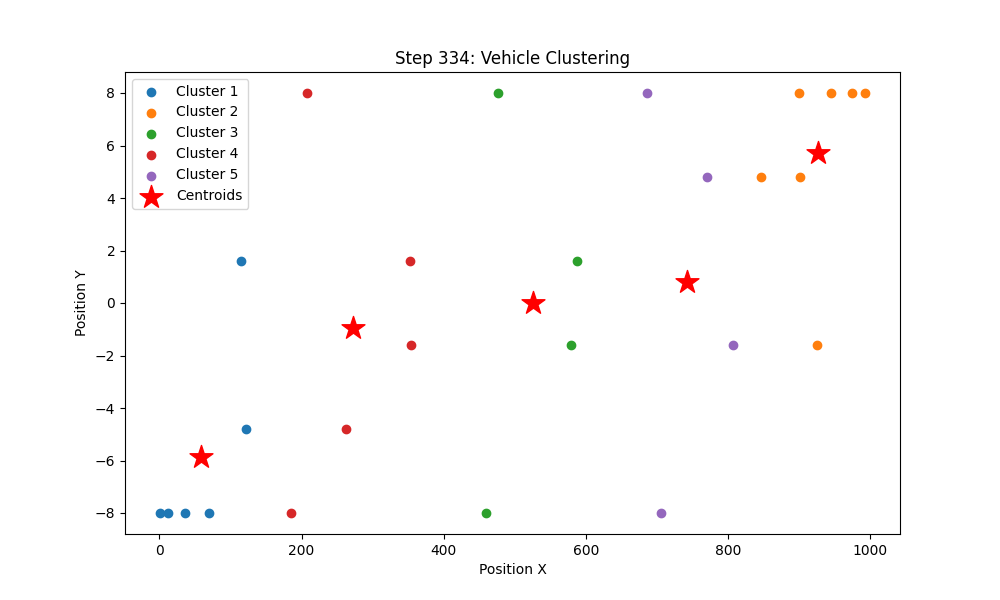 Step 334: Vehicle Clustering
Cluster 1
Cluster 2
Cluster 3
Cluster 4
Cluster 5
Centroids
Position Y
8
6
4
2
0
−2
−4
−6
−8
0 200 400 600 800 1000
Position X